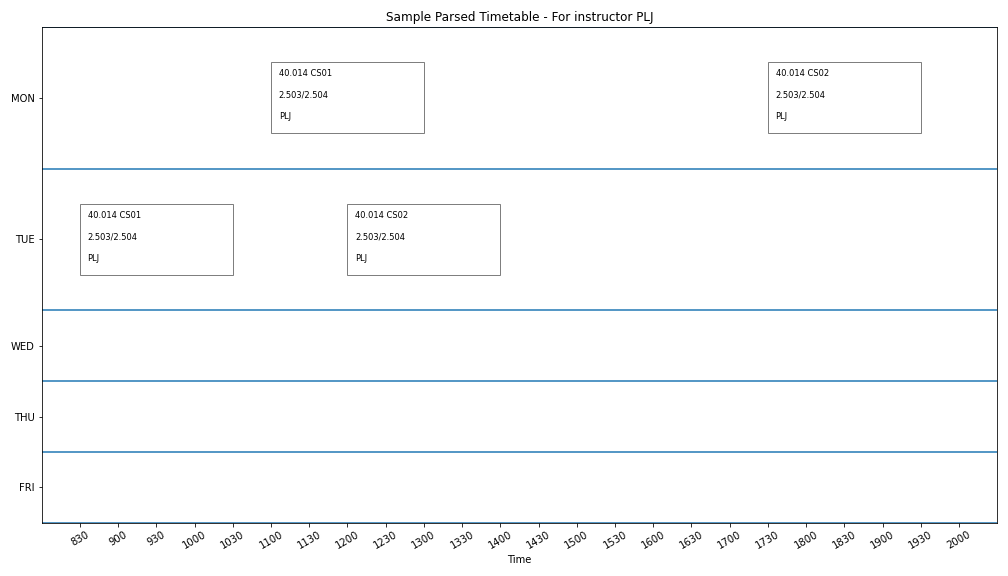 Sample Parsed Timetable - For instructor PLJ
MON
40.014 CS01
2.503/2.504
PLJ
40.014 CS02
2.503/2.504
PLJ
TUE
40.014 CS01
2.503/2.504
PLJ
40.014 CS02
2.503/2.504
PLJ
WED
THU
FRI
830 900 930 1000 1030 1100 1130 1200 1230 1300 1330 1400 1430 1500 1530 1600 1630 1700 1730 1800 1830 1900 1930 2000
Time